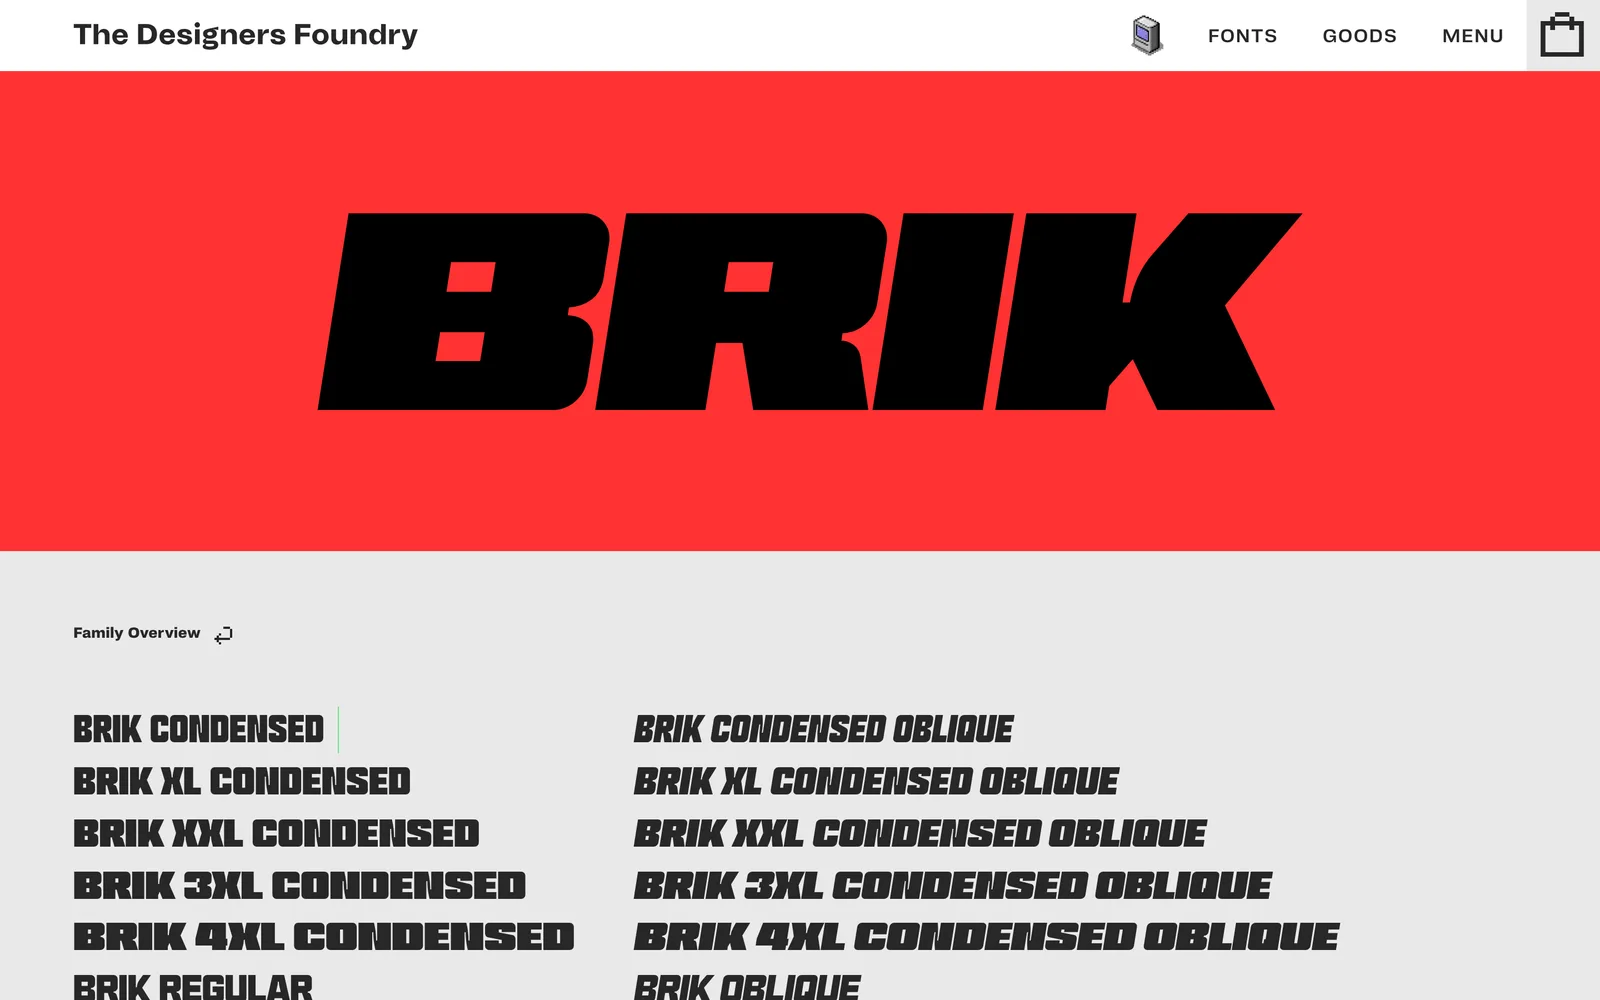 The Designers Foundry
FONTS
GOODS
MENU
BRIK
Family Overview
BRIK CONDENSED
BRIK CONDENSED OBLIQUE
BRIK XL CONDENSED
BRIK XL CONDENSED OBLIQUE
BRIK XXL CONDENSED
BRIK XXL CONDENSED OBLIQUE
BRIK 3XL CONDENSED
BRIK 3XL CONDENSED OBLIQUE
BRIK 4XL CONDENSED
BRIK 4XL CONDENSED OBLIQUE
BRIK REGULAR
BRIK OBLIQUE